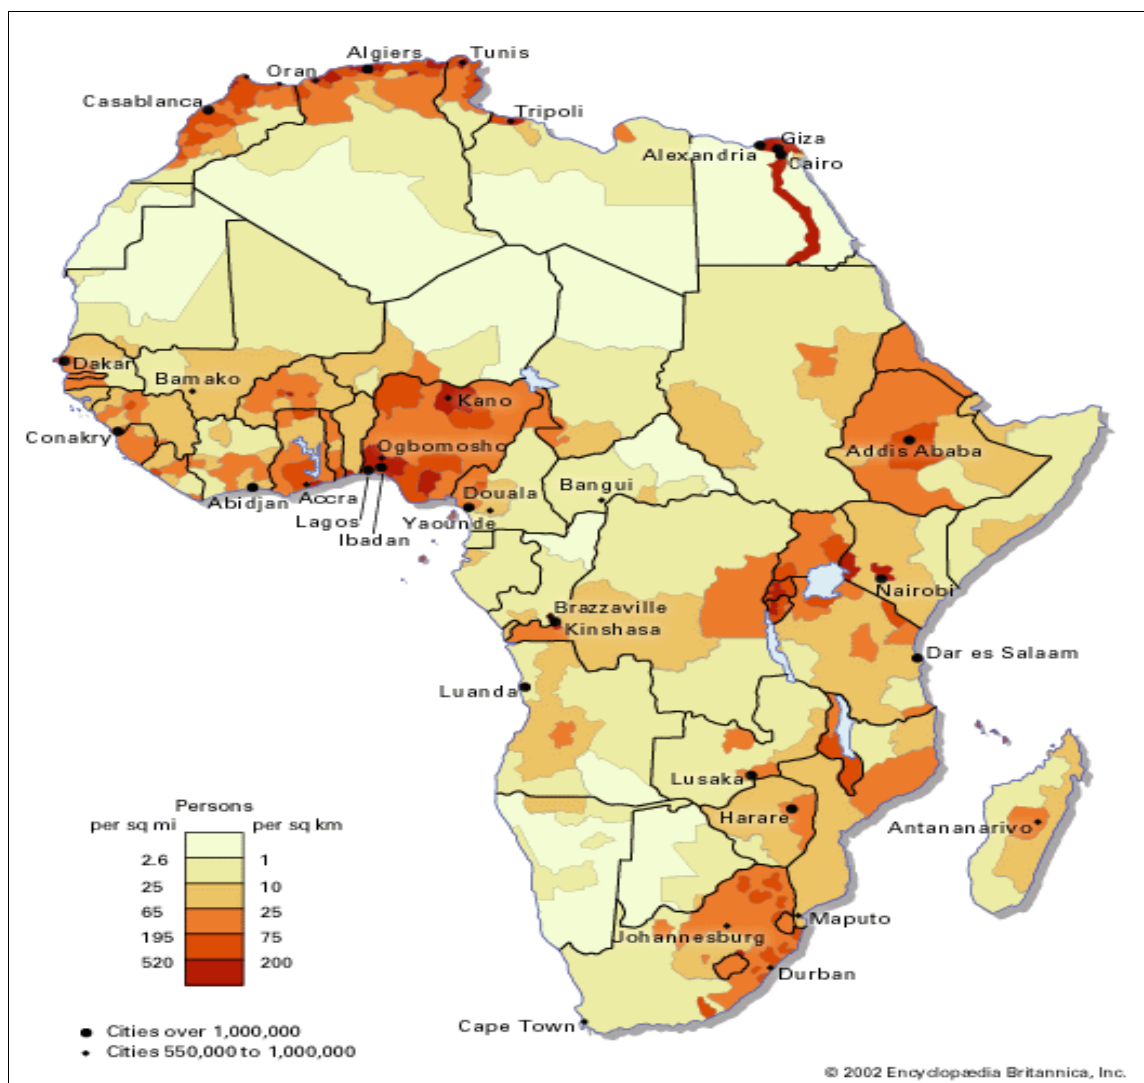 Algiers
Tunis
Oran
Casablanca
Tripoli
Giza
Alexandria
Cairo
Dakar
Bamako
Kano
Conakry
Ogbomosho
Addis Ababa
Abidjan
Accra
Douala
Bangui
Lagos
Yaounde
Ibadan
Nairobi
Brazzaville
Kinshasa
Dar es Salaam
Luanda
Lusaka
Harare
Antananarivo
Maputo
Johannesburg
Durban
Cape Town
Persons
per sq mi per sq km
2.6 1
25 10
65 25
195 75
520 200
Cities over 1,000,000
Cities 550,000 to 1,000,000
© 2002 Encyclopædia Britannica, Inc.